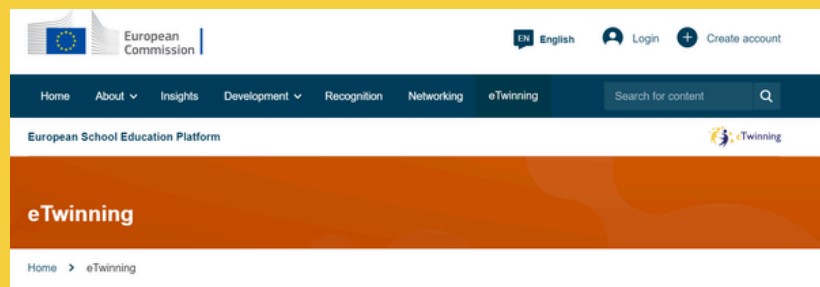 European
Commission
EN English Login Create account
Home About Insights Development Recognition Networking eTwinning Search for content
European School Education Platform eTwinning
eTwinning
Home > eTwinning